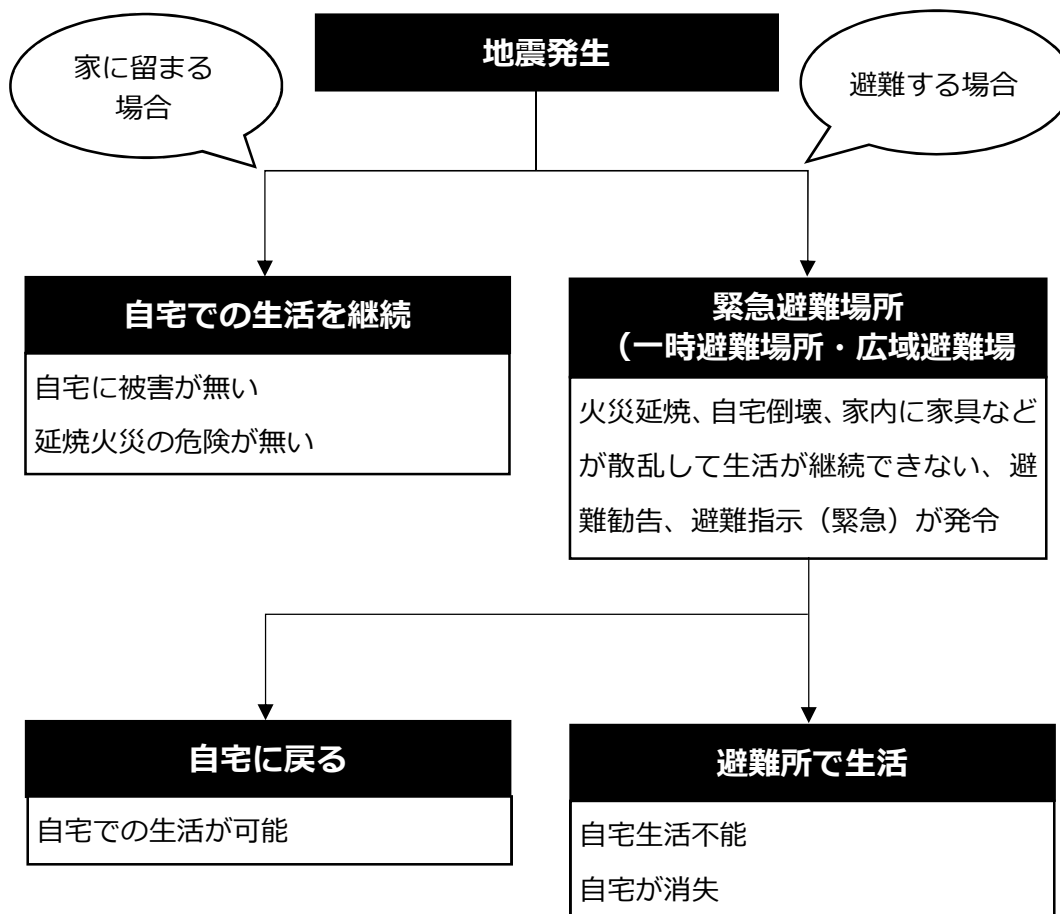 地震発生
家に留まる
場合
避難する場合
自宅での生活を継続
自宅に被害が無い
延焼火災の危険が無い
緊急避難場所
（一時避難場所・広域避難場
火災延焼、自宅倒壊、家内に家具など
が散乱して生活が継続できない、避
難勧告、避難指示（緊急）が発令
自宅に戻る
自宅での生活が可能
避難所で生活
自宅生活不能
自宅が消失